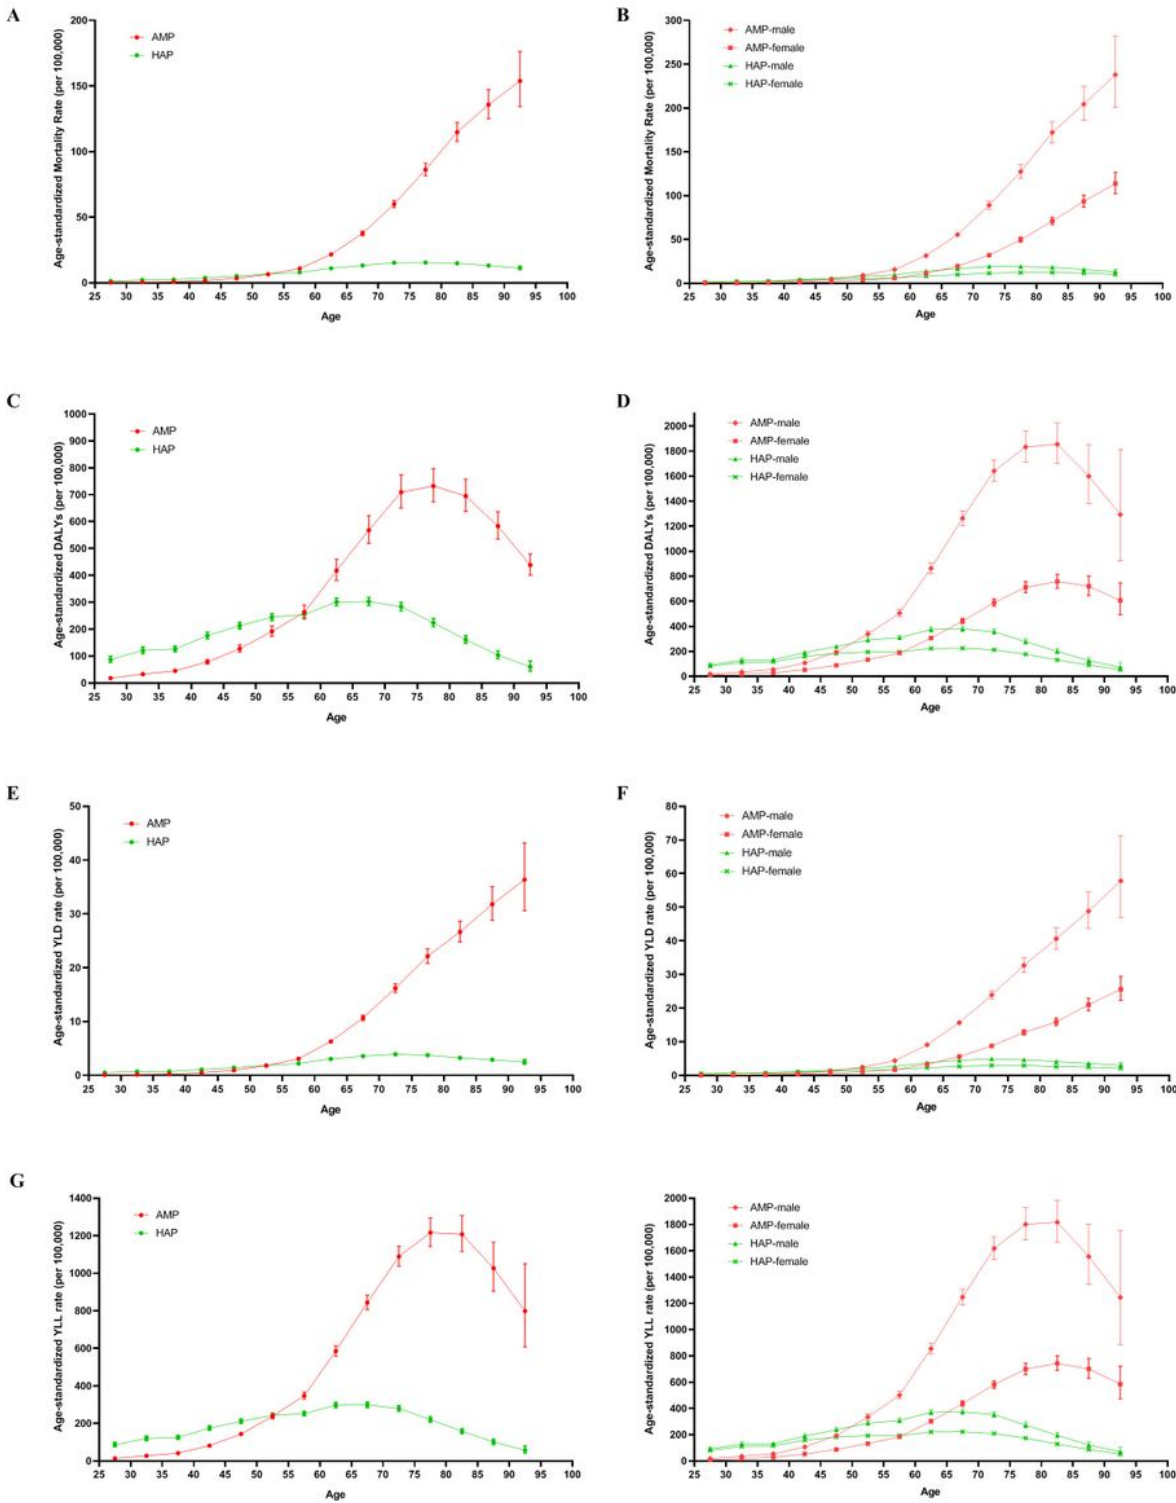 A
Age-standardized Mortality Rate (per 100,000)
200
150
100
50
0
AMP
HAP
25 30 35 40 45 50 55 60 65 70 75 80 85 90 95 100
Age
B
Age-standardized Mortality Rate (per 100,000)
300
250
200
150
100
50
0
AMP-male
AMP-female
HAP-male
HAP-female
25 30 35 40 45 50 55 60 65 70 75 80 85 90 95 100
Age
C
Age-standardized DALYs (per 100,000)
1000
900
800
700
600
500
400
300
200
100
0
AMP
HAP
25 30 35 40 45 50 55 60 65 70 75 80 85 90 95 100
Age
D
Age-standardized DALYs (per 100,000)
2000
1800
1600
1400
1200
1000
800
600
400
200
0
AMP-male
AMP-female
HAP-male
HAP-female
25 30 35 40 45 50 55 60 65 70 75 80 85 90 95 100
Age
E
Age-standardized YLD rate (per 100,000)
50
40
30
20
10
0
AMP
HAP
25 30 35 40 45 50 55 60 65 70 75 80 85 90 95 100
Age
F
Age-standardized YLD rate (per 100,000)
80
70
60
50
40
30
20
10
0
AMP-male
AMP-female
HAP-male
HAP-female
25 30 35 40 45 50 55 60 65 70 75 80 85 90 95 100
Age
G
Age-standardized YLL rate (per 100,000)
1400
1200
1000
800
600
400
200
0
AMP
HAP
25 30 35 40 45 50 55 60 65 70 75 80 85 90 95 100
Age
Age-standardized YLL rate (per 100,000)
2000
1800
1600
1400
1200
1000
800
600
400
200
0
AMP-male
AMP-female
HAP-male
HAP-female
25 30 35 40 45 50 55 60 65 70 75 80 85 90 95 100
Age